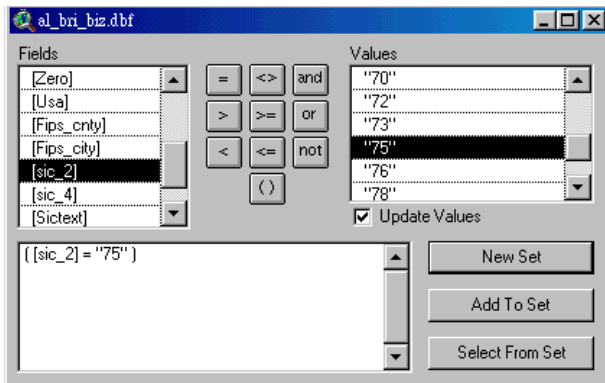 al_bri_biz.dbf
Fields
Values
[Zero]
[Usa]
[Fips_cnty]
[Fips_city]
[sic_2]
[sic_4]
[Sictext]
= <> and
> >= or
< <= not
( )
"70"
"72"
"73"
"75"
"76"
"78"
Update Values
( [sic_2] = "75" )
New Set
Add To Set
Select From Set